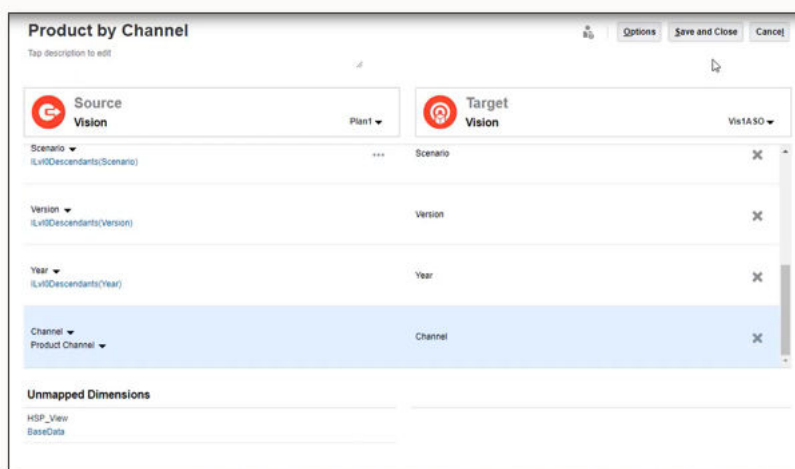 Product by Channel
Options
Save and Close
Cancel
Tap description to edit
Source
Vision
Plan1
Target
Vision
Vis1ASO
Scenario
ILvl0Descendants(Scenario)
...
Scenario
Version
ILvl0Descendants(Version)
Version
Year
ILvl0Descendants(Year)
Year
Channel
Product Channel
Channel
Unmapped Dimensions
HSP_View
BaseData